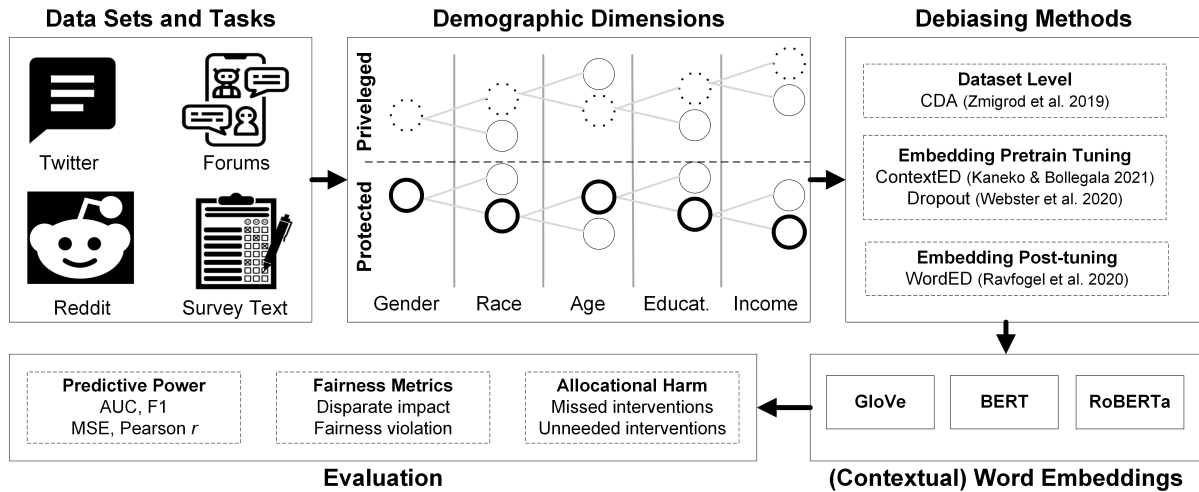 Data Sets and Tasks
Twitter
Forums
Reddit
Survey Text
Demographic Dimensions
Priveleged
Protected
Gender
Race
Age
Educat.
Income
Debiasing Methods
Dataset Level
CDA (Zmigrod et al. 2019)
Embedding Pretrain Tuning
ContextED (Kaneko & Bollegala 2021)
Dropout (Webster et al. 2020)
Embedding Post-tuning
WordED (Ravfogel et al. 2020)
GloVe
BERT
RoBERTa
(Contextual) Word Embeddings
Predictive Power
AUC, F1
MSE, Pearson r
Fairness Metrics
Disparate impact
Fairness violation
Allocational Harm
Missed interventions
Unneeded interventions
Evaluation